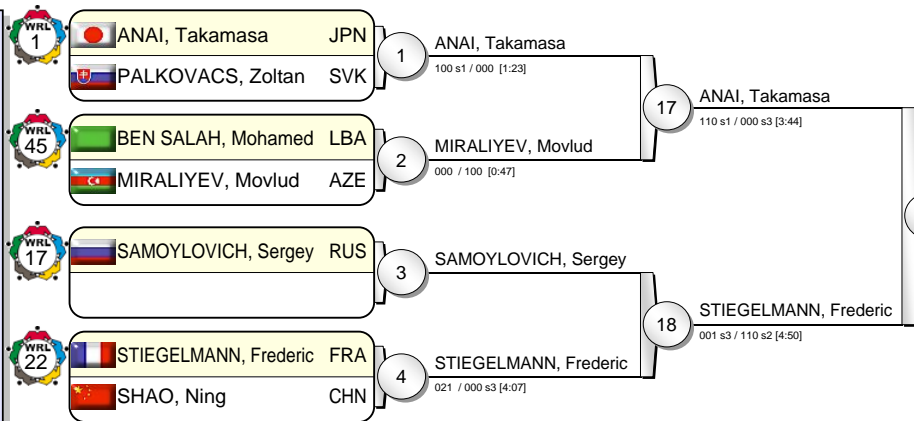 WRL
1
ANAI, Takamasa JPN
PALKOVACS, Zoltan SVK
1
ANAI, Takamasa
100 s1 / 000 [1:23]
WRL
45
BEN SALAH, Mohamed LBA
MIRALIYEV, Movlud AZE
2
MIRALIYEV, Movlud
000 / 100 [0:47]
17
ANAI, Takamasa
110 s1 / 000 s3 [3:44]
WRL
17
SAMOYLOVICH, Sergey RUS
3
SAMOYLOVICH, Sergey
WRL
22
STIEGELMANN, Frederic FRA
SHAO, Ning CHN
4
STIEGELMANN, Frederic
021 / 000 s3 [4:07]
18
STIEGELMANN, Frederic
001 s3 / 110 s2 [4:50]